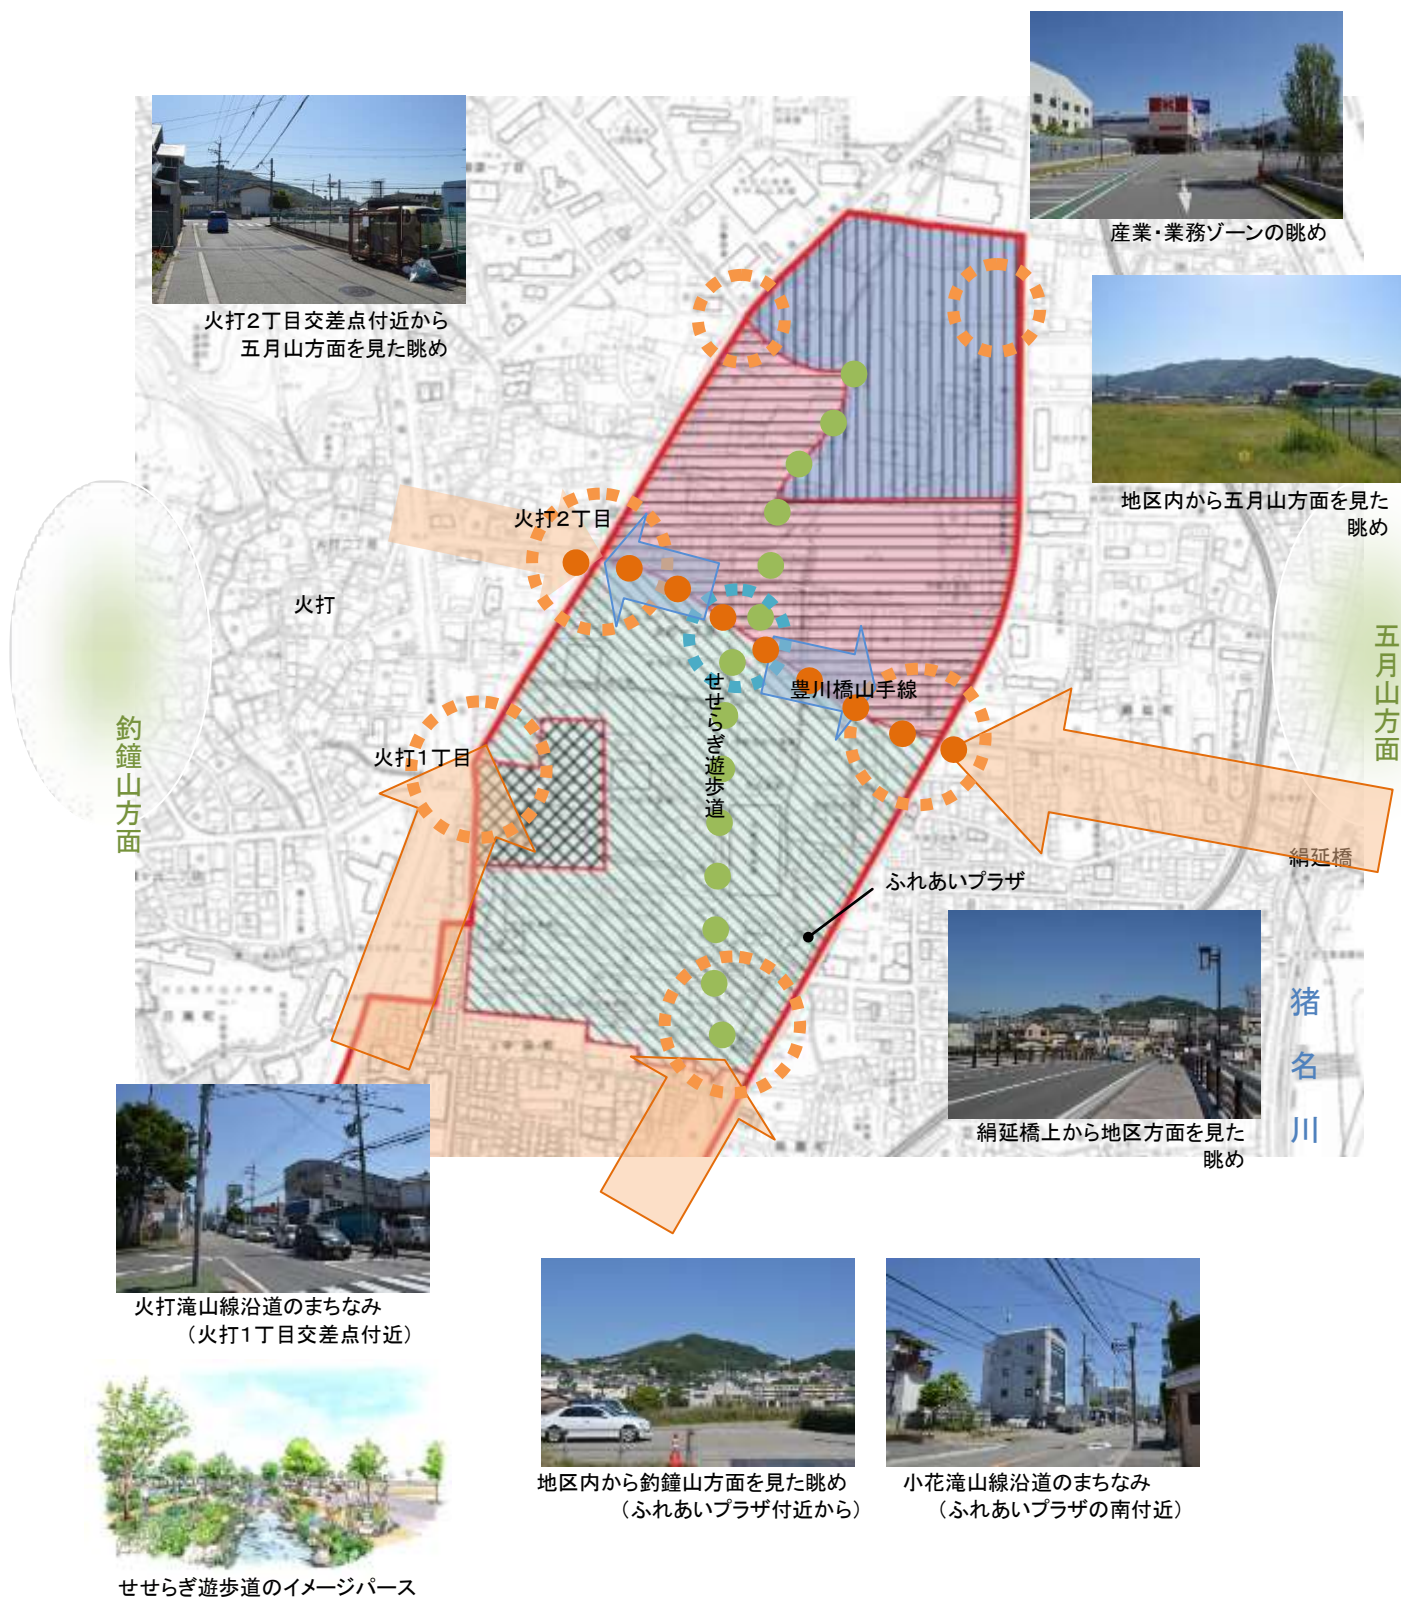 産業・業務ゾーンの眺め
火打2丁目交差点付近から
五月山方面を見た眺め
地区内から五月山方面を見た
眺め
火打2丁目
火打
五月山方面
せせらぎ遊歩道
豊川橋山手線
釣鐘山方面
火打1丁目
絹延橋
ふれあいプラザ
猪名川
絹延橋上から地区方面を見た
眺め
火打滝山線沿道のまちなみ
（火打1丁目交差点付近）
地区内から釣鐘山方面を見た眺め
（ふれあいプラザ付近から）
小花滝山線沿道のまちなみ
（ふれあいプラザの南付近）
せせらぎ遊歩道のイメージパース